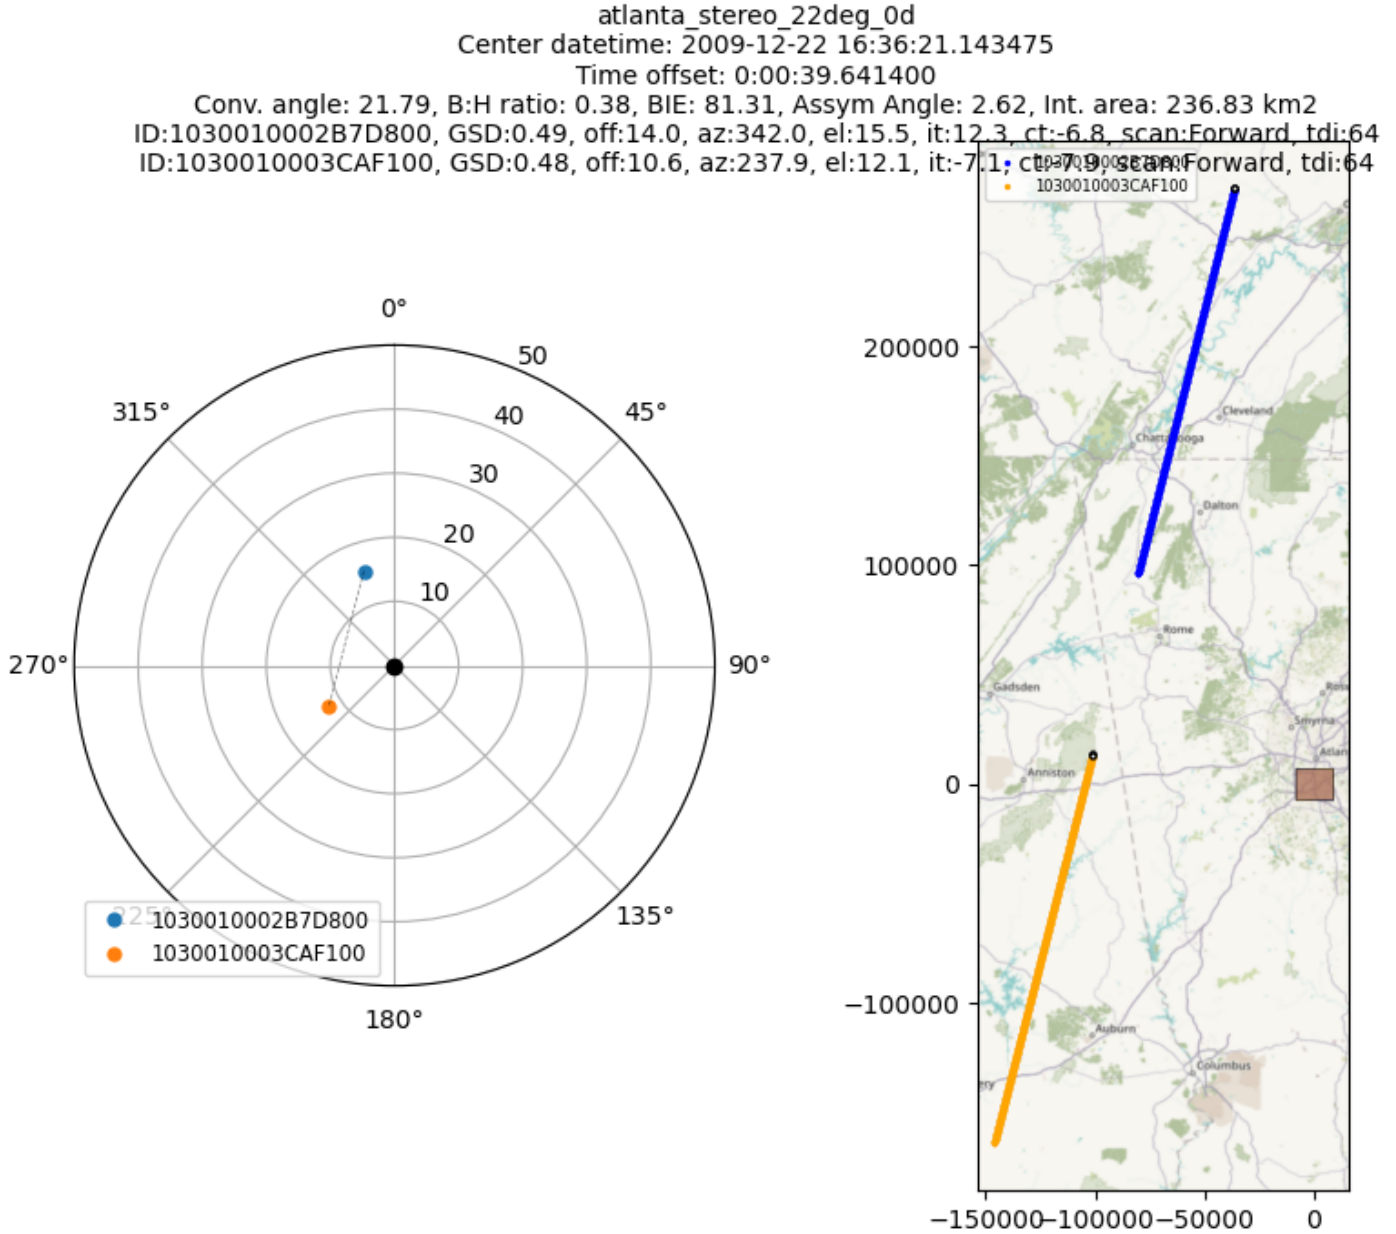 atlanta_stereo_22deg_0d
Center datetime: 2009-12-22 16:36:21.143475
Time offset: 0:00:39.641400
Conv. angle: 21.79, B:H ratio: 0.38, BIE: 81.31, Assym Angle: 2.62, Int. area: 236.83 km2
ID:1030010002B7D800, GSD:0.49, off:14.0, az:342.0, el:15.5, it:12.3, ct:-6.8, scan:Forward, tdi:64
ID:1030010003CAF100, GSD:0.48, off:10.6, az:237.9, el:12.1, it:-7.1, ct:-7.9, scan:Forward, tdi:64
1030010002B7D800
1030010003CAF100
0°
50
315°
40
45°
30
20
10
270°
90°
225°
135°
180°
1030010002B7D800
1030010003CAF100
200000
100000
0
−100000
Cleveland
Dalton
Rome
Gadsden
Smyrna
Atlan
Anniston
Auburn
Columbus
ery
−150000
−100000
−50000
0